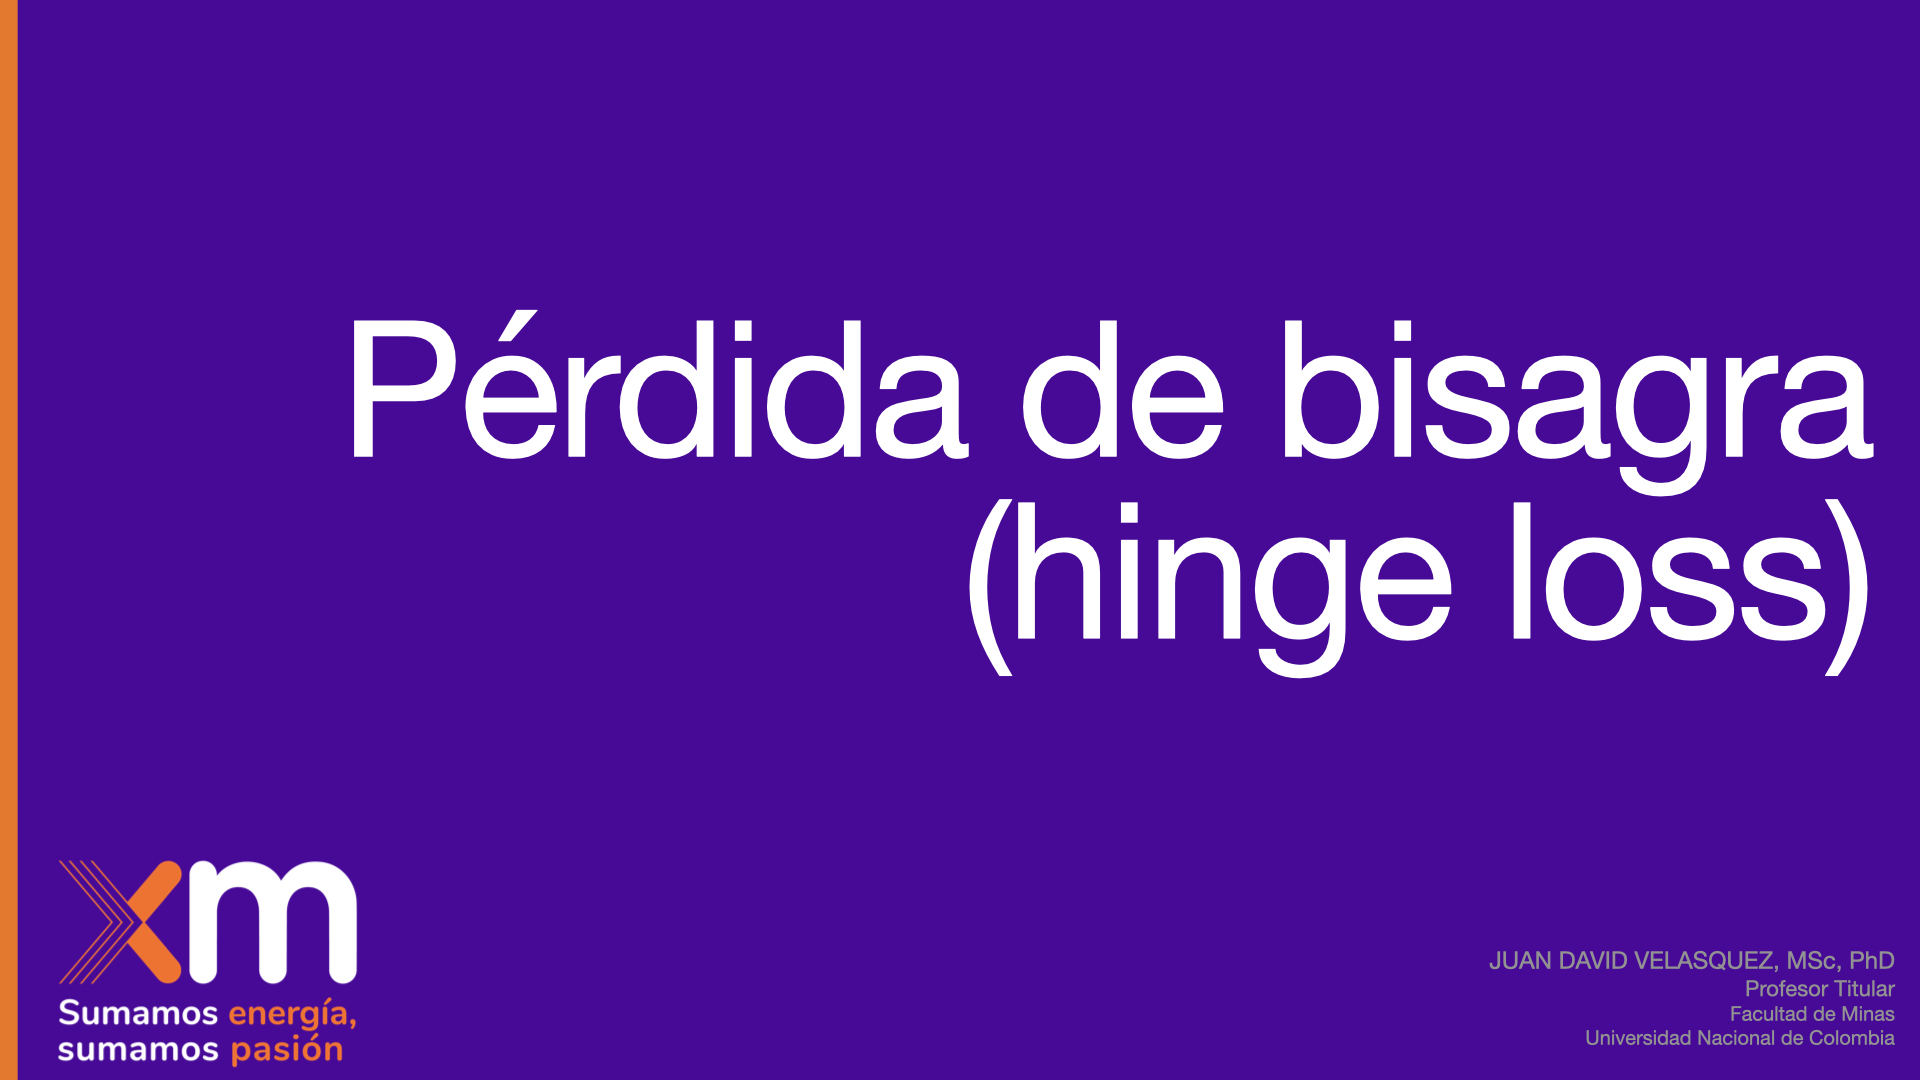 Pérdida de bisagra
(hinge loss)
xm
Sumamos energía,
sumamos pasión
JUAN DAVID VELASQUEZ, MSc, PhD
Profesor Titular
Facultad de Minas
Universidad Nacional de Colombia